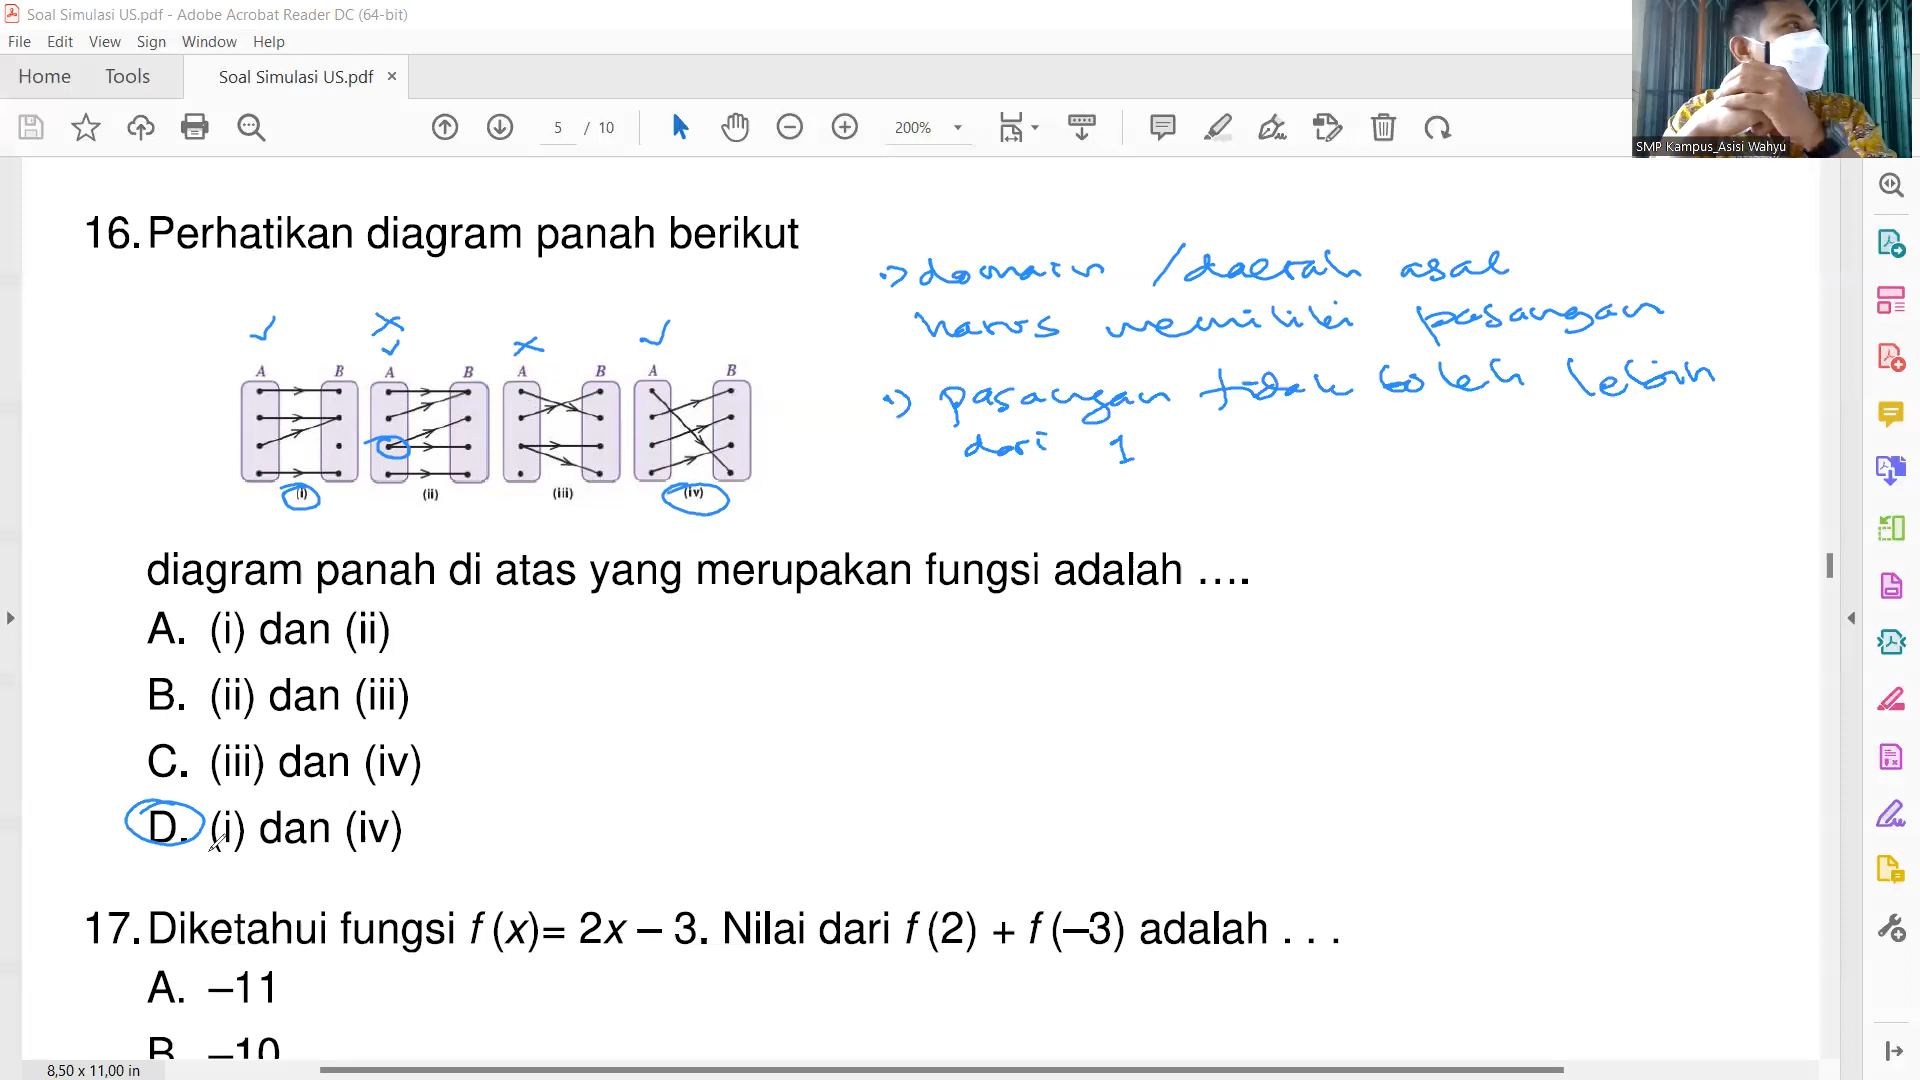 Soal Simulasi US.pdf - Adobe Acrobat Reader DC (64-bit)
File Edit View Sign Window Help
Home Tools Soal Simulasi US.pdf ×
5 / 10 200%
SMP Kampus_Asisi Wahyu
16. Perhatikan diagram panah berikut
·) domain / daerah asal
harus memiliki pasangan
·) pasangan tidak boleh lebih
dari 1
A B A B A B A B
(i) (ii) (iii) (iv)
diagram panah di atas yang merupakan fungsi adalah ....
A. (i) dan (ii)
B. (ii) dan (iii)
C. (iii) dan (iv)
D. (i) dan (iv)
17. Diketahui fungsi f (x)= 2x – 3. Nilai dari f (2) + f (–3) adalah . . .
A. –11
B. –10
8,50 x 11,00 in